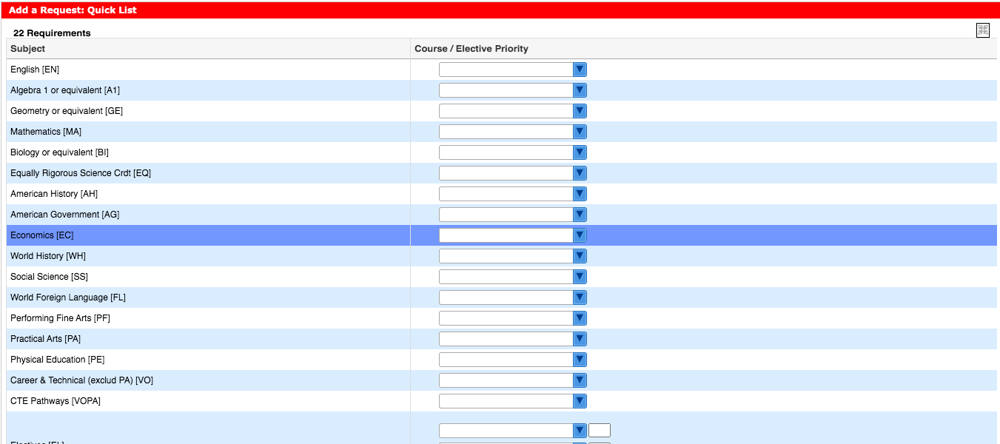 Add a Request: Quick List
22 Requirements
Subject Course / Elective Priority
English [EN]
Algebra 1 or equivalent [A1]
Geometry or equivalent [GE]
Mathematics [MA]
Biology or equivalent [BI]
Equally Rigorous Science Crdt [EQ]
American History [AH]
American Government [AG]
Economics [EC]
World History [WH]
Social Science [SS]
World Foreign Language [FL]
Performing Fine Arts [PF]
Practical Arts [PA]
Physical Education [PE]
Career & Technical (exclud PA) [VO]
CTE Pathways [VOPA]
Electives [EL]